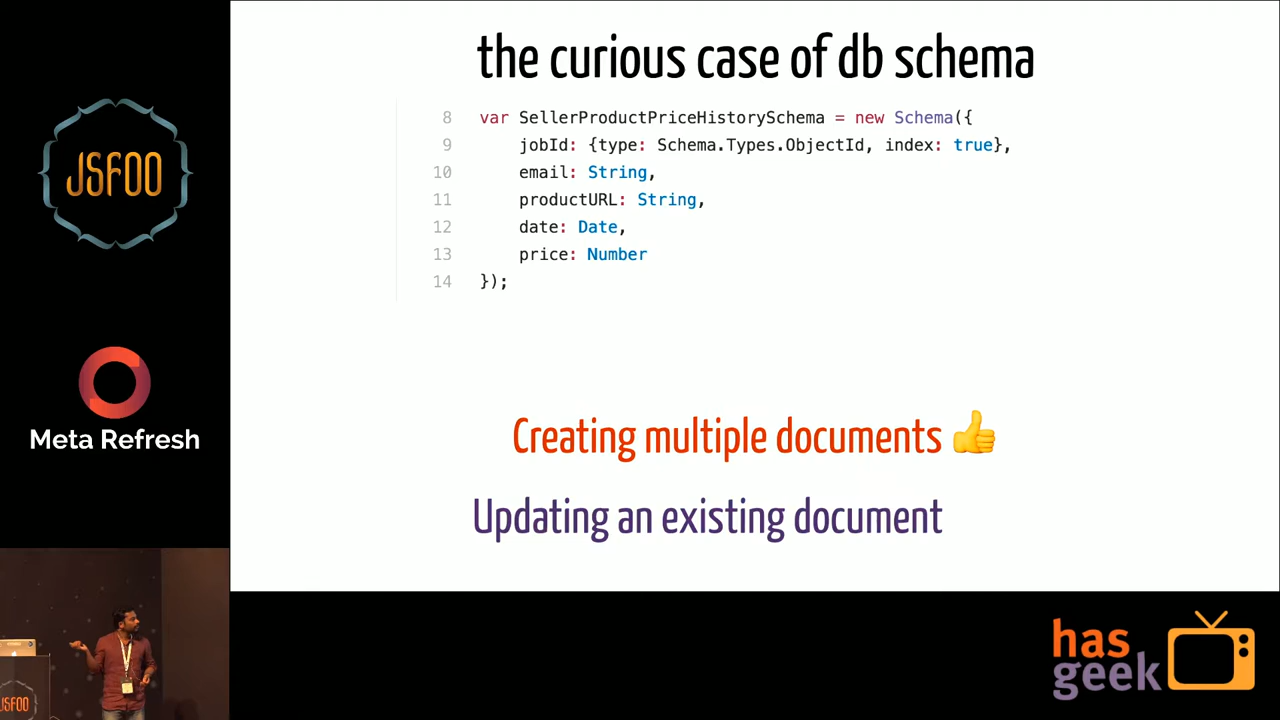 the curious case of db schema
8 var SellerProductPriceHistorySchema = new Schema({
9 jobId: {type: Schema.Types.ObjectId, index: true},
10 email: String,
11 productURL: String,
12 date: Date,
13 price: Number
14 });
Creating multiple documents 👍
Updating an existing document
JSFOO
Meta Refresh
JSFOO
has
geek